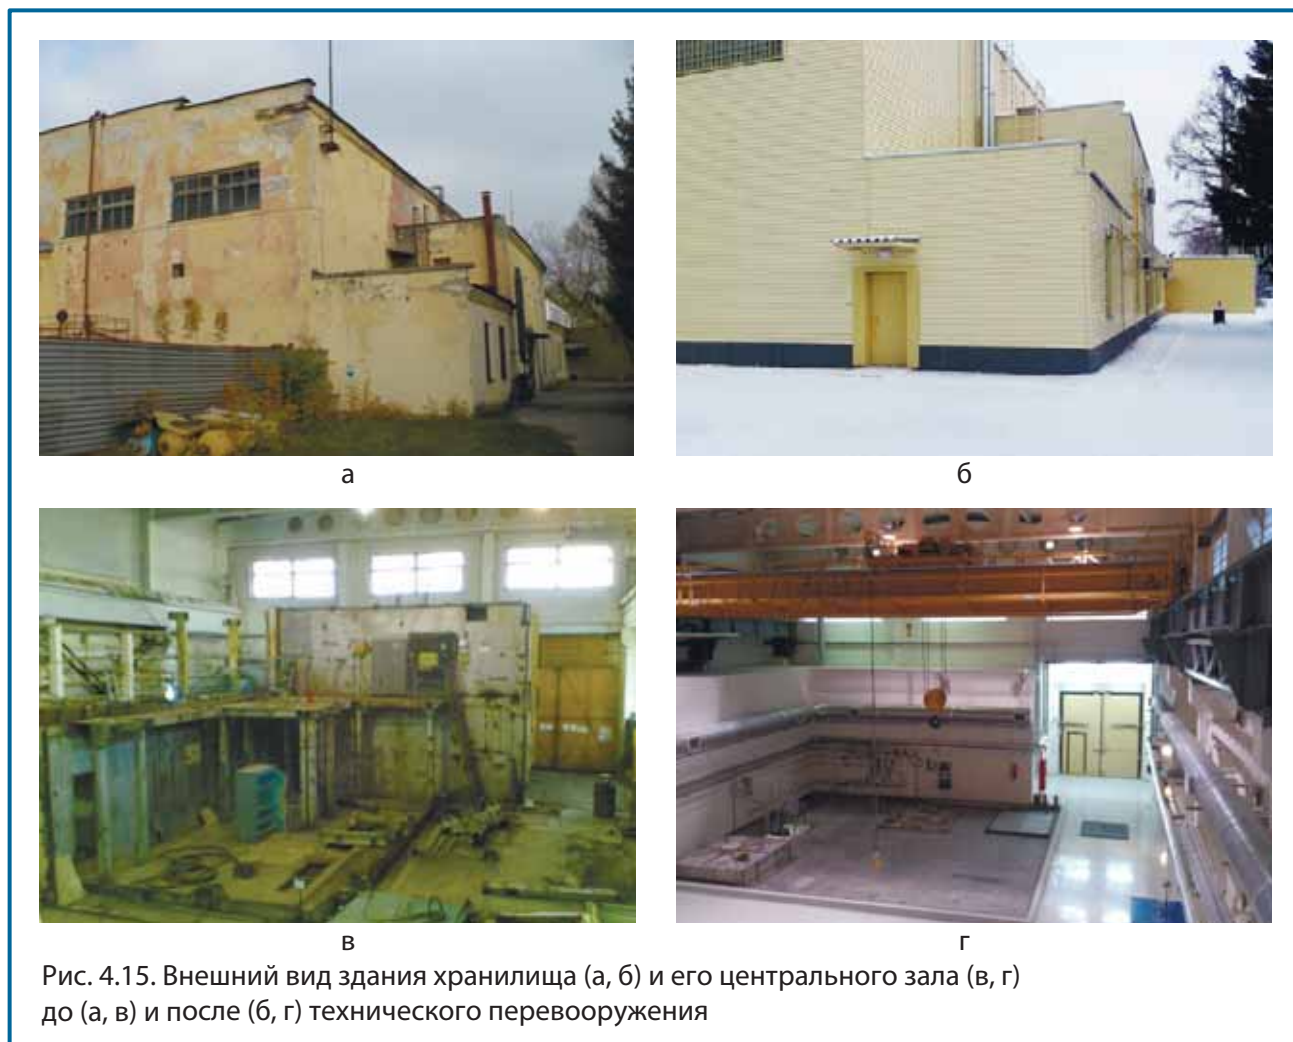 а
б
в
г
Рис. 4.15. Внешний вид здания хранилища (а, б) и его центрального зала (в, г)
до (а, в) и после (б, г) технического перевооружения